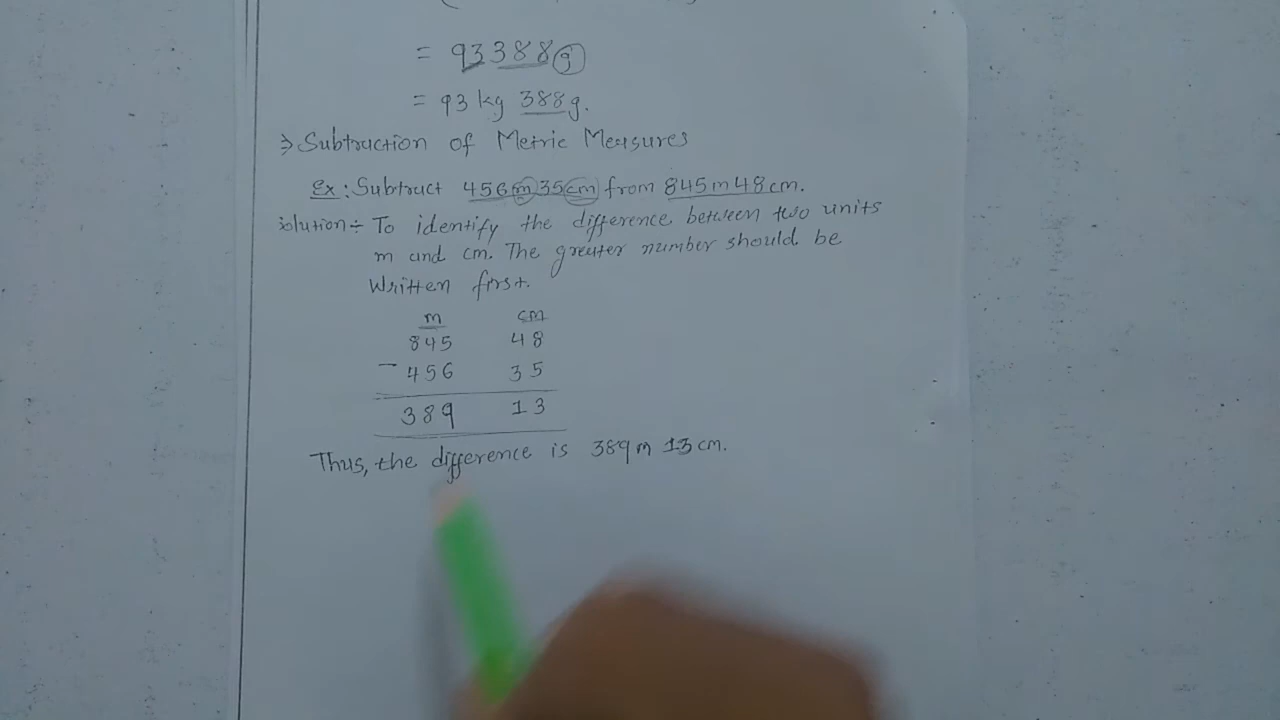 = 93388g
= 93 kg 388g.
⇒ Subtraction of Metric Measures
Ex: Subtract 456m 35cm from 845m 48cm.
Solution ÷ To identify the difference between two units
m and cm. The greater number should be
Written first.
m cm
845 48
- 456 35
389 13
Thus, the difference is 389m 13cm.